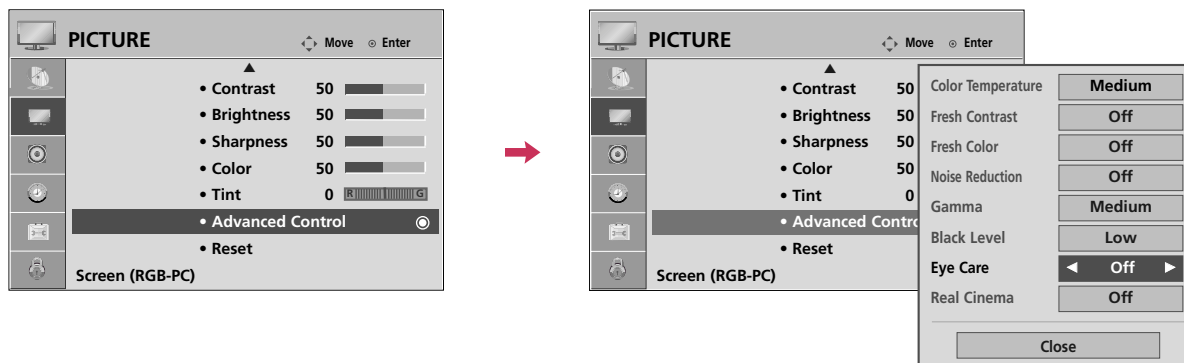 PICTURE Move Enter
• Contrast 50
• Brightness 50
• Sharpness 50
• Color 50
• Tint 0 R G
• Advanced Control
• Reset
Screen (RGB-PC)
PICTURE Move Enter
• Contrast 50
• Brightness 50
• Sharpness 50
• Color 50
• Tint 0
• Advanced Contro
• Reset
Screen (RGB-PC)
Color Temperature Medium
Fresh Contrast Off
Fresh Color Off
Noise Reduction Off
Gamma Medium
Black Level Low
Eye Care ◄ Off ►
Real Cinema Off
Close